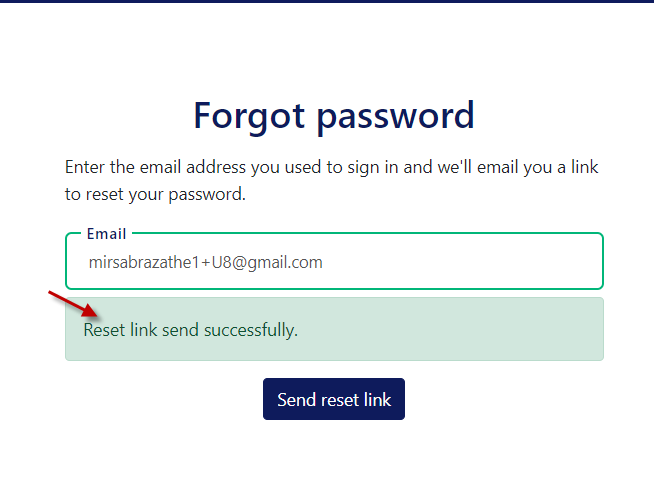 Forgot password
Enter the email address you used to sign in and we'll email you a link
to reset your password.
Email
mirsabrazathe1+U8@gmail.com
Reset link send successfully.
Send reset link